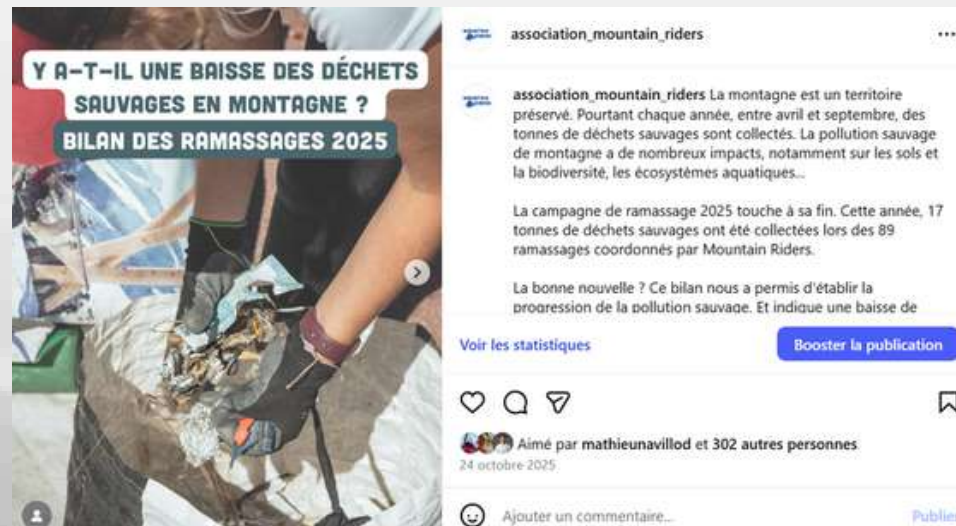 Y A-T-IL UNE BAISSE DES DÉCHETS
SAUVAGES EN MONTAGNE ?
BILAN DES RAMASSAGES 2025
association_mountain_riders
association_mountain_riders La montagne est un territoire
préservé. Pourtant chaque année, entre avril et septembre, des
tonnes de déchets sauvages sont collectés. La pollution sauvage
de montagne a de nombreux impacts, notamment sur les sols et
la biodiversité, les écosystèmes aquatiques...
La campagne de ramassage 2025 touche à sa fin. Cette année, 17
tonnes de déchets sauvages ont été collectées lors des 89
ramassages coordonnés par Mountain Riders.
La bonne nouvelle ? Ce bilan nous a permis d'établir la
progression de la pollution sauvage. Et indique une baisse de
Voir les statistiques
Booster la publication
Aimé par mathieunavillod et 302 autres personnes
24 octobre 2025
Ajouter un commentaire...
Publier